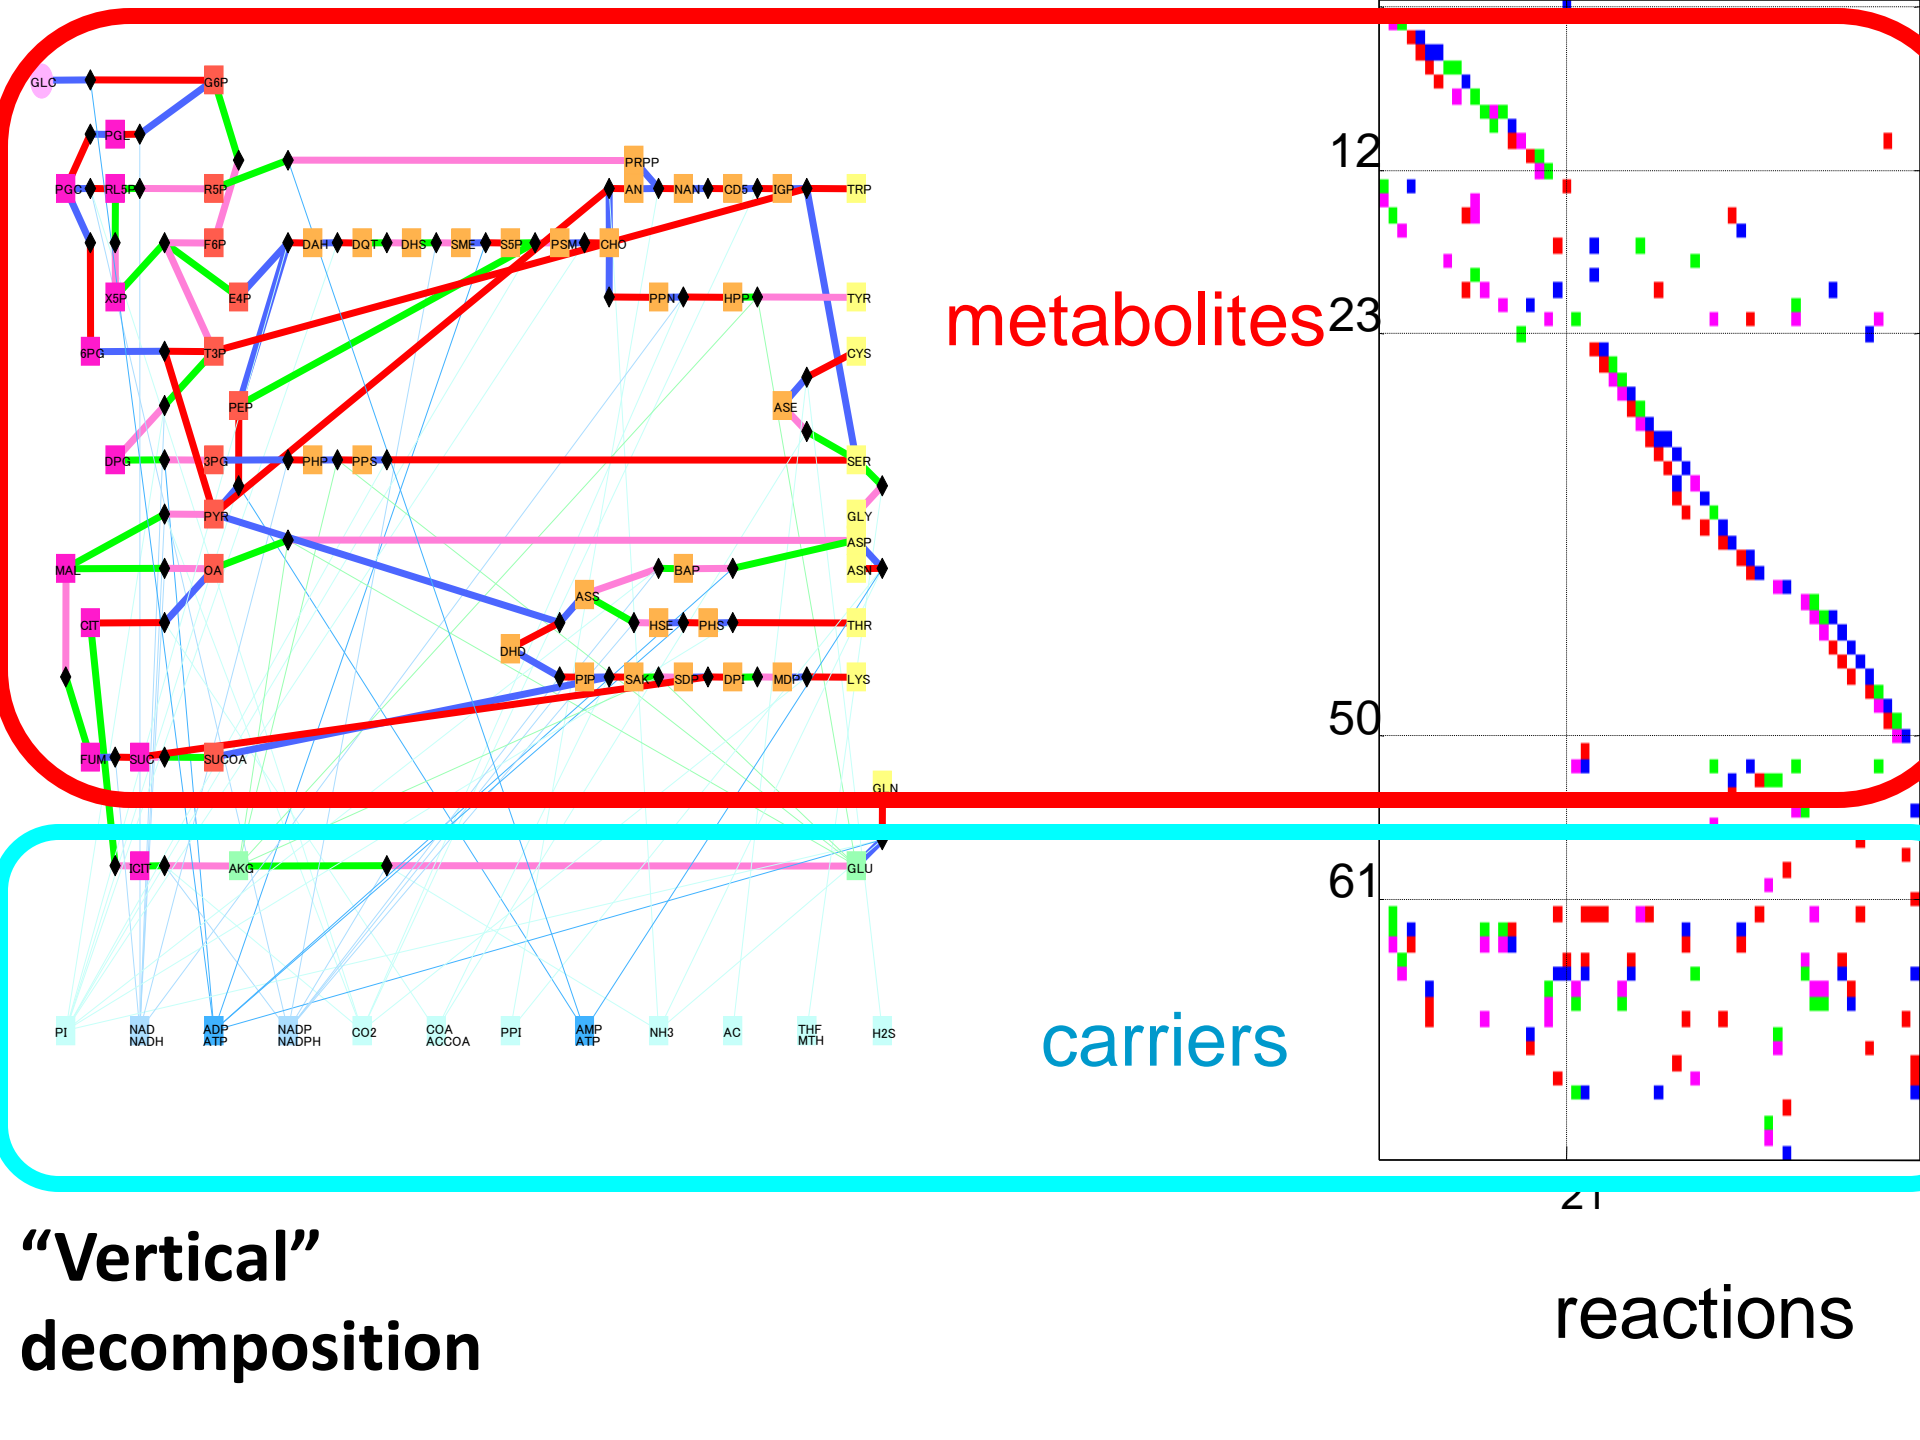 GLC
G6P
PGL
PRPP
PGC
RL5P
R5P
AN
NAN
CD5
IGP
TRP
F6P
DAH
DQT
DHS
SME
S5P
PSM
CHO
X5P
E4P
PPN
HPP
TYR
6PG
T3P
CYS
PEP
ASE
DPG
3PG
PHP
PPS
SER
PYR
GLY
ASP
MAL
OA
BAP
ASN
ASS
CIT
HSE
PHS
THR
DHD
PIP
SAK
SDP
DPI
MDP
LYS
FUM
SUC
SUCOA
GLN
ICIT
AKG
GLU
PI
NAD
NADH
ADP
ATP
NADP
NADPH
CO2
COA
ACCOA
PPI
AMP
ATP
NH3
AC
THF
MTH
H2S
metabolites
carriers
12
23
50
61
21
reactions
“Vertical”
decomposition